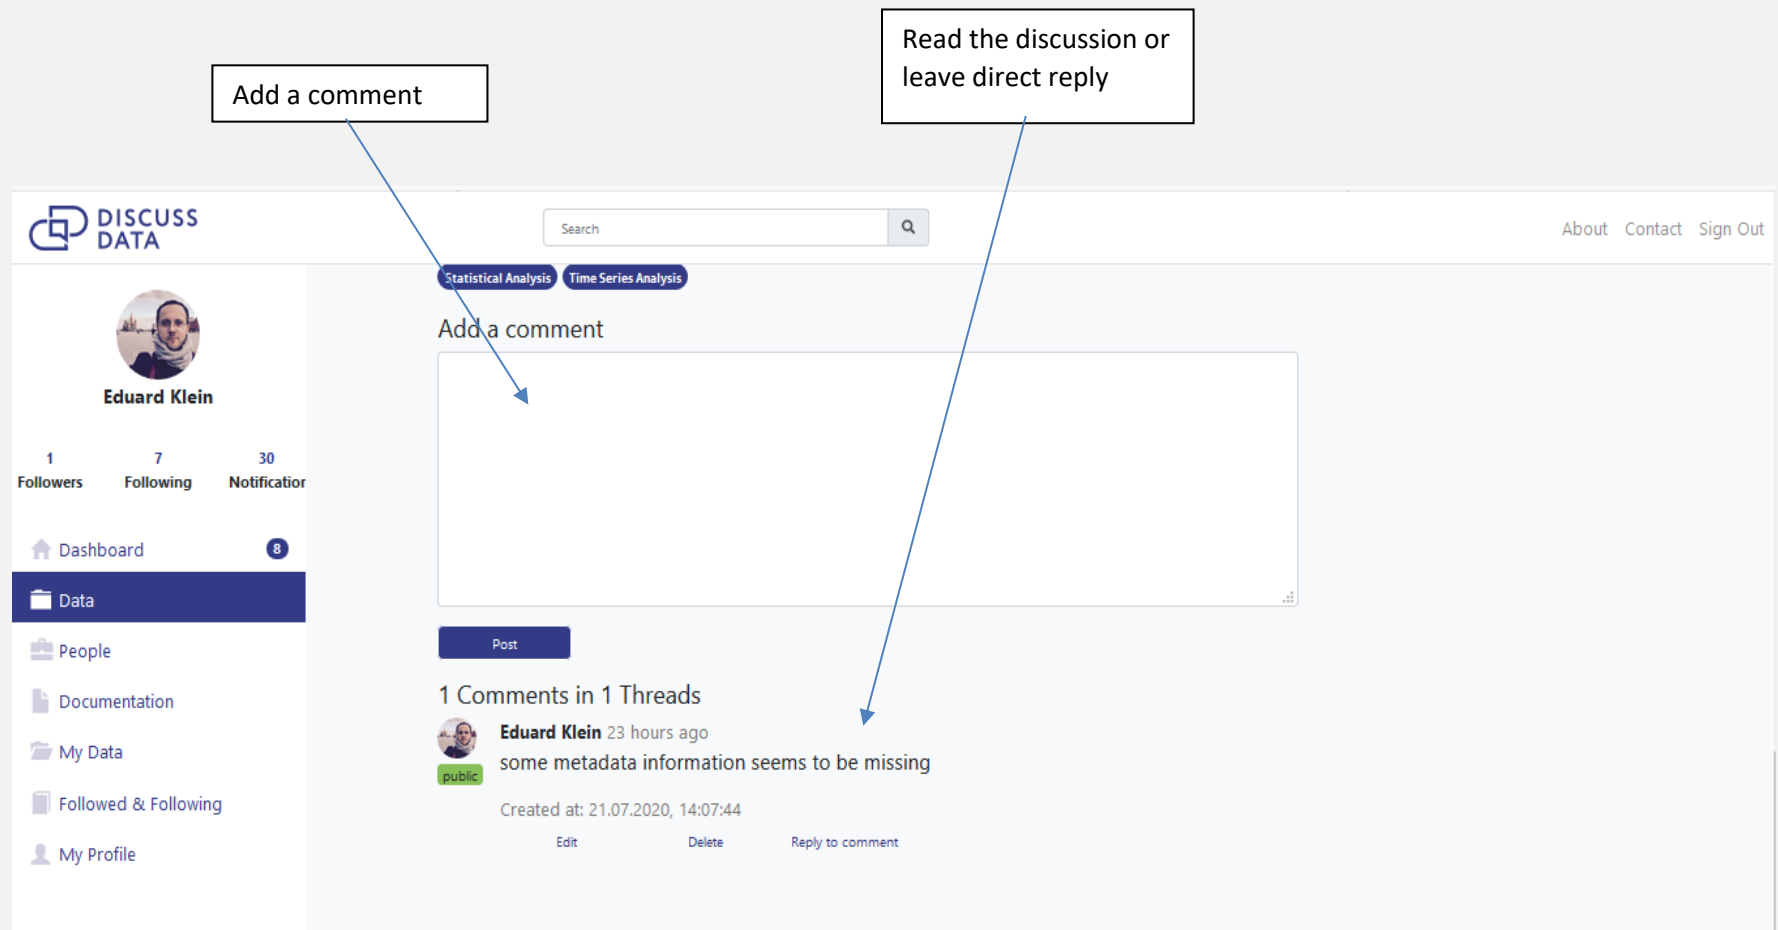 Read the discussion or
leave direct reply
Add a comment
DISCUSS
DATA
Search
About Contact Sign Out
Statistical Analysis Time Series Analysis
Add a comment
Eduard Klein
1 7 30
Followers Following Notification
Dashboard 8
Data
People
Documentation
My Data
Followed & Following
My Profile
Post
1 Comments in 1 Threads
Eduard Klein 23 hours ago
public
some metadata information seems to be missing
Created at: 21.07.2020, 14:07:44
Edit Delete Reply to comment